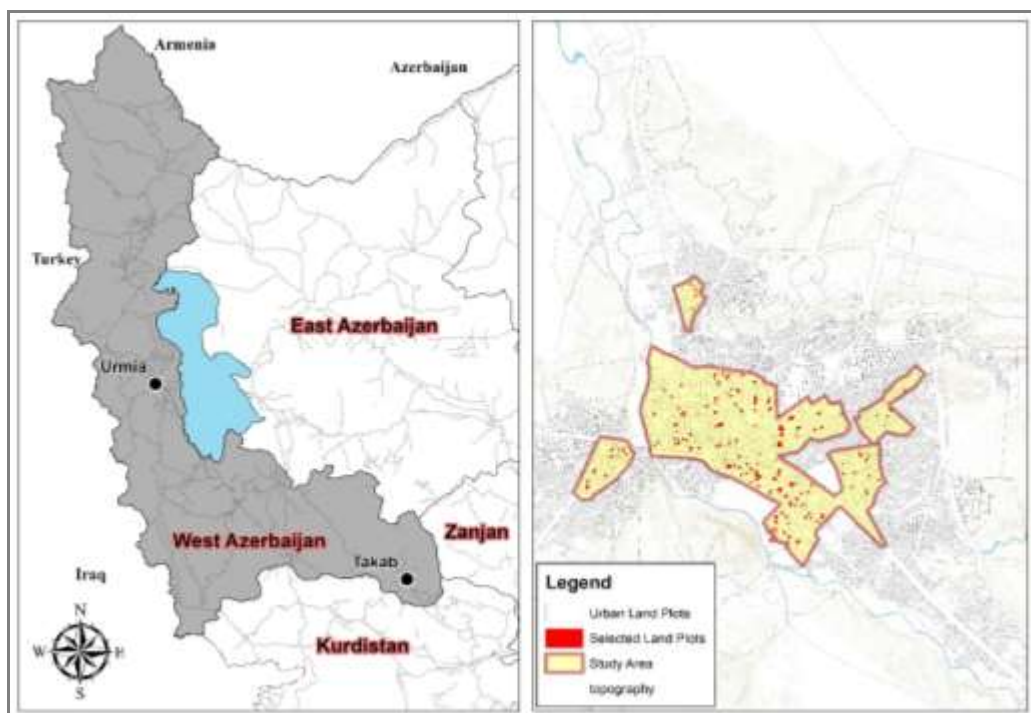 Armenia
Azerbaijan
Turkey
East Azerbaijan
Urmia
West Azerbaijan
Zanjan
Takab
Iraq
Kurdistan
N
W E
S
Legend
Urban Land Plots
Selected Land Plots
Study Area
topography